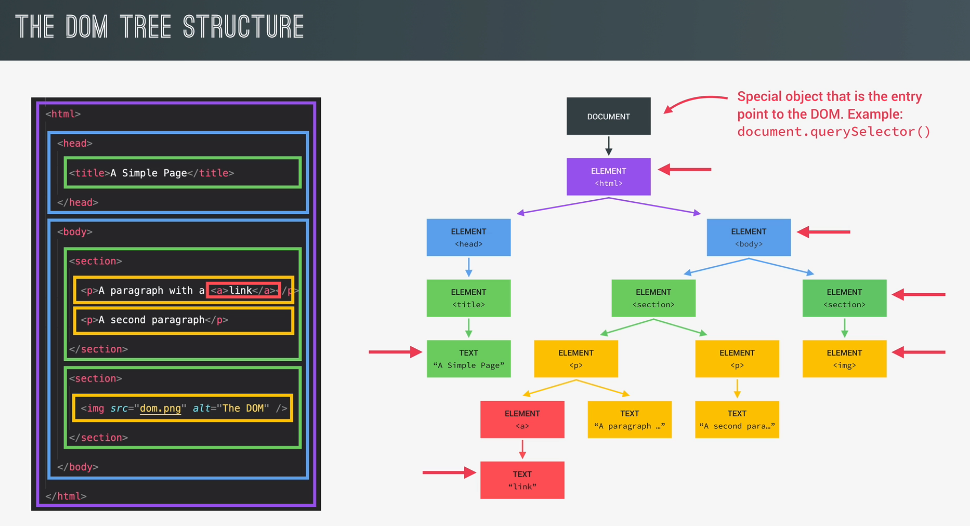 THE DOM TREE STRUCTURE
<html>
<head>
<title>A Simple Page</title>
</head>
<body>
<section>
<p>A paragraph with a <a>link</a></p>
<p>A second paragraph</p>
</section>
<section>
<img src="dom.png" alt="The DOM" />
</section>
</body>
</html>
Special object that is the entry
point to the DOM. Example:
document.querySelector()
DOCUMENT
ELEMENT
<html>
ELEMENT
<head>
ELEMENT
<body>
ELEMENT
<title>
ELEMENT
<section>
ELEMENT
<section>
TEXT
“A Simple Page”
ELEMENT
<p>
ELEMENT
<p>
ELEMENT
<img>
ELEMENT
<a>
TEXT
“A paragraph …”
TEXT
“A second para…”
TEXT
“link”